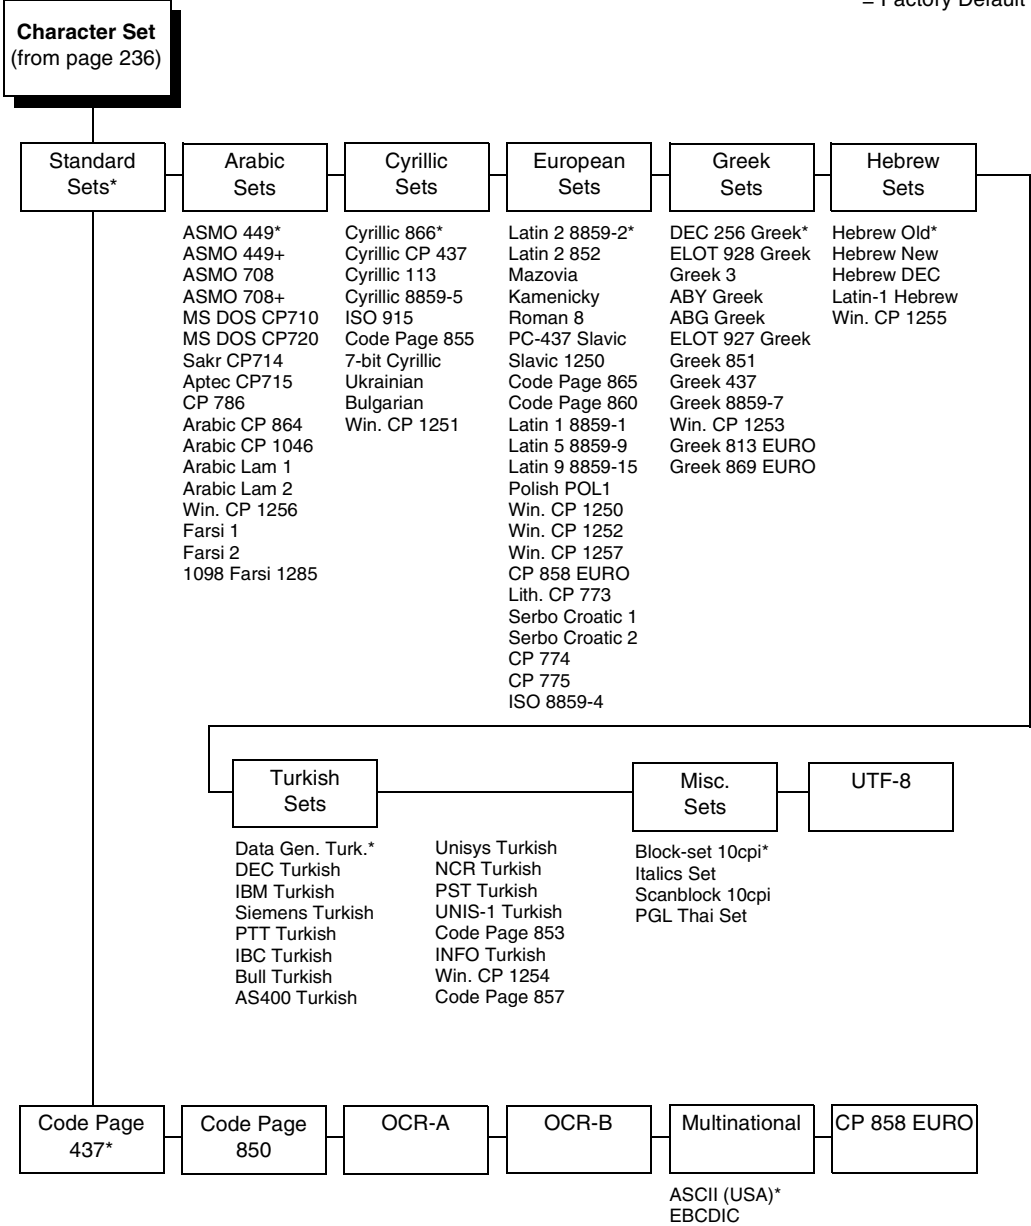 = Factory Default
Character Set
(from page 236)
Standard
Sets*
Arabic
Sets
Cyrillic
Sets
European
Sets
Greek
Sets
Hebrew
Sets
ASMO 449*
ASMO 449+
ASMO 708
ASMO 708+
MS DOS CP710
MS DOS CP720
Sakr CP714
Aptec CP715
CP 786
Arabic CP 864
Arabic CP 1046
Arabic Lam 1
Arabic Lam 2
Win. CP 1256
Farsi 1
Farsi 2
1098 Farsi 1285
Cyrillic 866*
Cyrillic CP 437
Cyrillic 113
Cyrillic 8859-5
ISO 915
Code Page 855
7-bit Cyrillic
Ukrainian
Bulgarian
Win. CP 1251
Latin 2 8859-2*
Latin 2 852
Mazovia
Kamenicky
Roman 8
PC-437 Slavic
Slavic 1250
Code Page 865
Code Page 860
Latin 1 8859-1
Latin 5 8859-9
Latin 9 8859-15
Polish POL1
Win. CP 1250
Win. CP 1252
Win. CP 1257
CP 858 EURO
Lith. CP 773
Serbo Croatic 1
Serbo Croatic 2
CP 774
CP 775
ISO 8859-4
DEC 256 Greek*
ELOT 928 Greek
Greek 3
ABY Greek
ABG Greek
ELOT 927 Greek
Greek 851
Greek 437
Greek 8859-7
Win. CP 1253
Greek 813 EURO
Greek 869 EURO
Hebrew Old*
Hebrew New
Hebrew DEC
Latin-1 Hebrew
Win. CP 1255
Turkish
Sets
Misc.
Sets
UTF-8
Data Gen. Turk.*
DEC Turkish
IBM Turkish
Siemens Turkish
PTT Turkish
IBC Turkish
Bull Turkish
AS400 Turkish
Unisys Turkish
NCR Turkish
PST Turkish
UNIS-1 Turkish
Code Page 853
INFO Turkish
Win. CP 1254
Code Page 857
Block-set 10cpi*
Italics Set
Scanblock 10cpi
PGL Thai Set
Code Page
437*
Code Page
850
OCR-A
OCR-B
Multinational
CP 858 EURO
ASCII (USA)*
EBCDIC